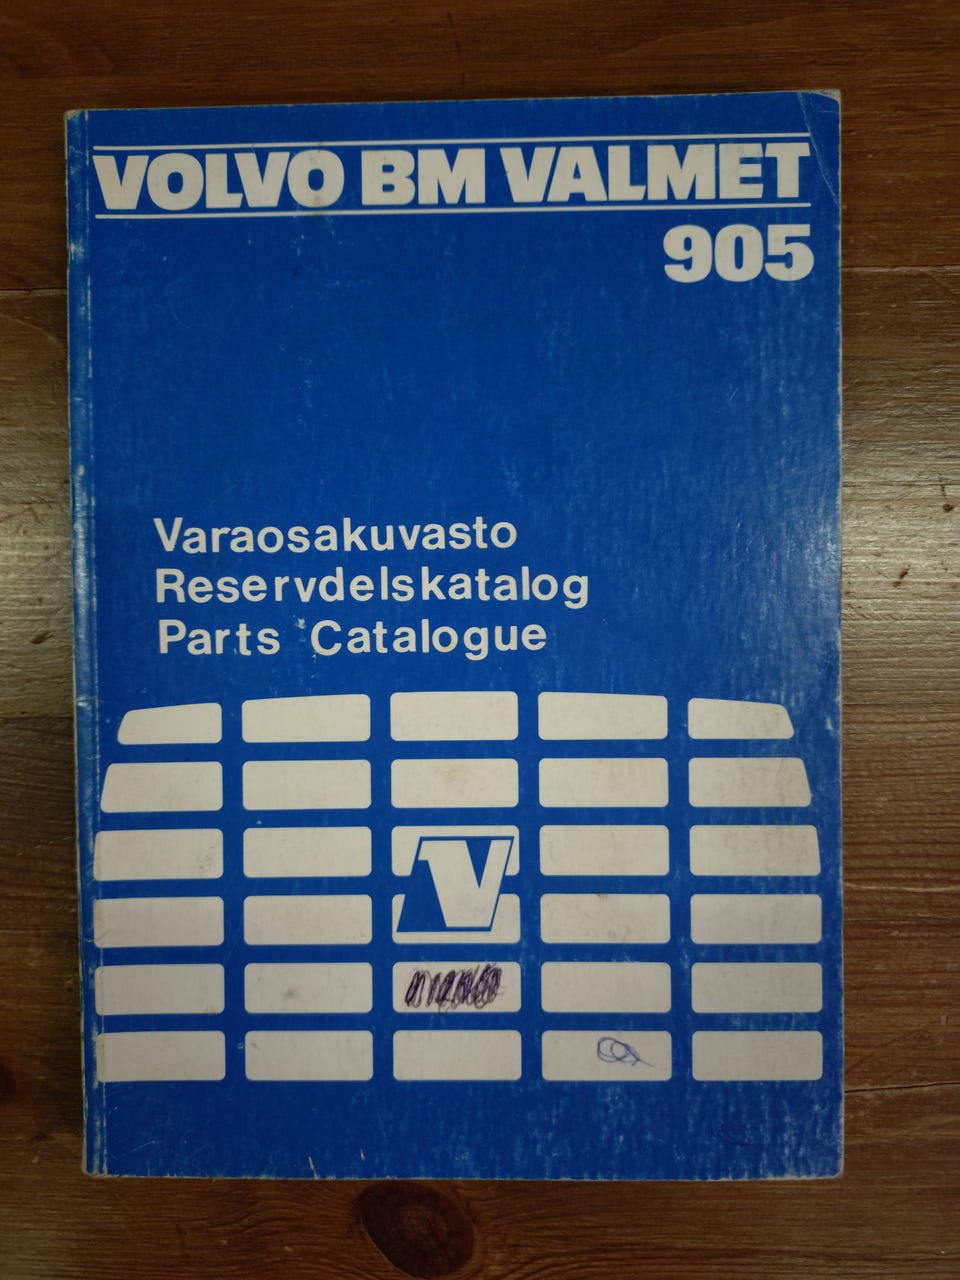 VOLVO BM VALMET
905
Varaosakuvasto
Reservdelskatalog
Parts Catalogue
V